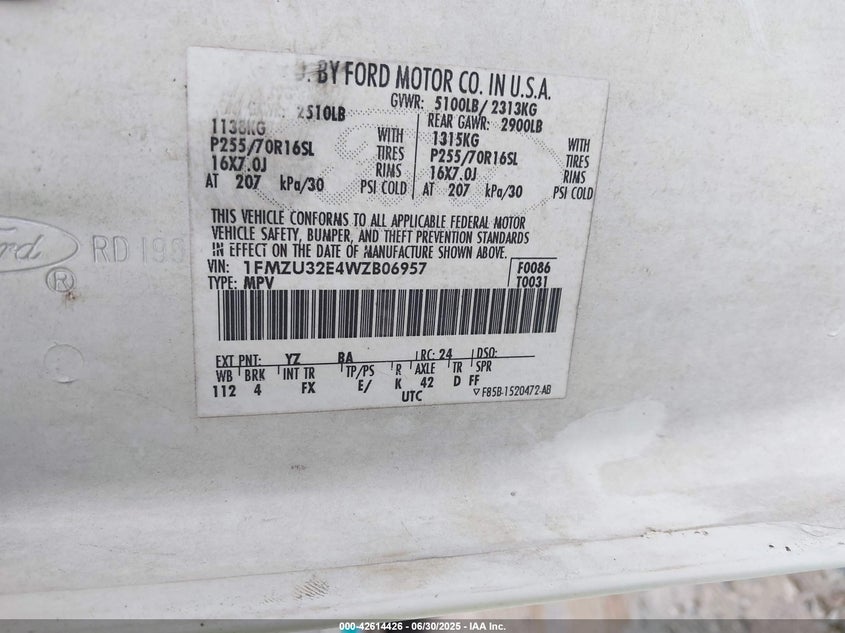 BY FORD MOTOR CO. IN U.S.A.
GVWR: 5100LB/ 2313KG
2510LB REAR GAWR: 2900LB
1138KG WITH 1315KG WITH
P255/70R16SL TIRES P255/70R16SL TIRES
16X7.0J RIMS 16X7.0J RIMS
AT 207 kPa/30 PSI COLD AT 207 kPa/30 PSI COLD
THIS VEHICLE CONFORMS TO ALL APPLICABLE FEDERAL MOTOR
VEHICLE SAFETY, BUMPER, AND THEFT PREVENTION STANDARDS
IN EFFECT ON THE DATE OF MANUFACTURE SHOWN ABOVE.
VIN: 1FMZU32E4WZB06957 F0086
TYPE: MPV T0031
EXT PNT: YZ BA RC: 24 DSO:
WB BRK INT TR TP/PS R AXLE TR SPR
112 4 FX E/ K 42 D FF
UTC ▽ F85B-1520472-AB
Ford
®
RD
000-42614426 - 06/30/2025 - IAA Inc.